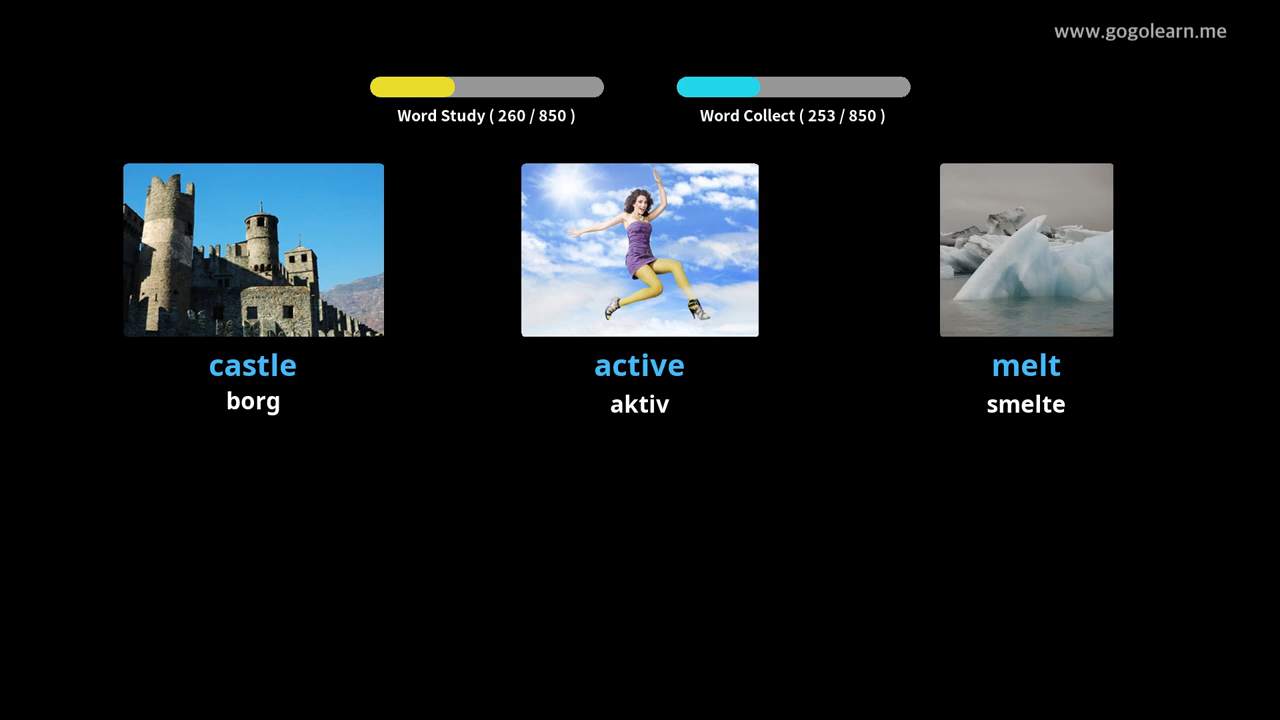 www.gogolearn.me
Word Study ( 260 / 850 )
Word Collect ( 253 / 850 )
castle
borg
active
aktiv
melt
smelte